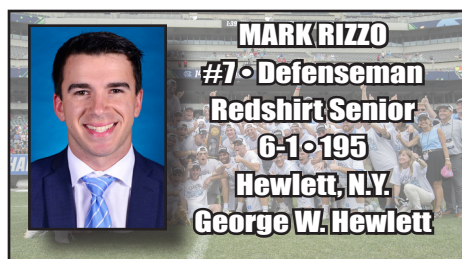 MARK RIZZO
#7 • Defenseman
Redshirt Senior
6-1 • 195
Hewlett, N.Y.
George W. Hewlett